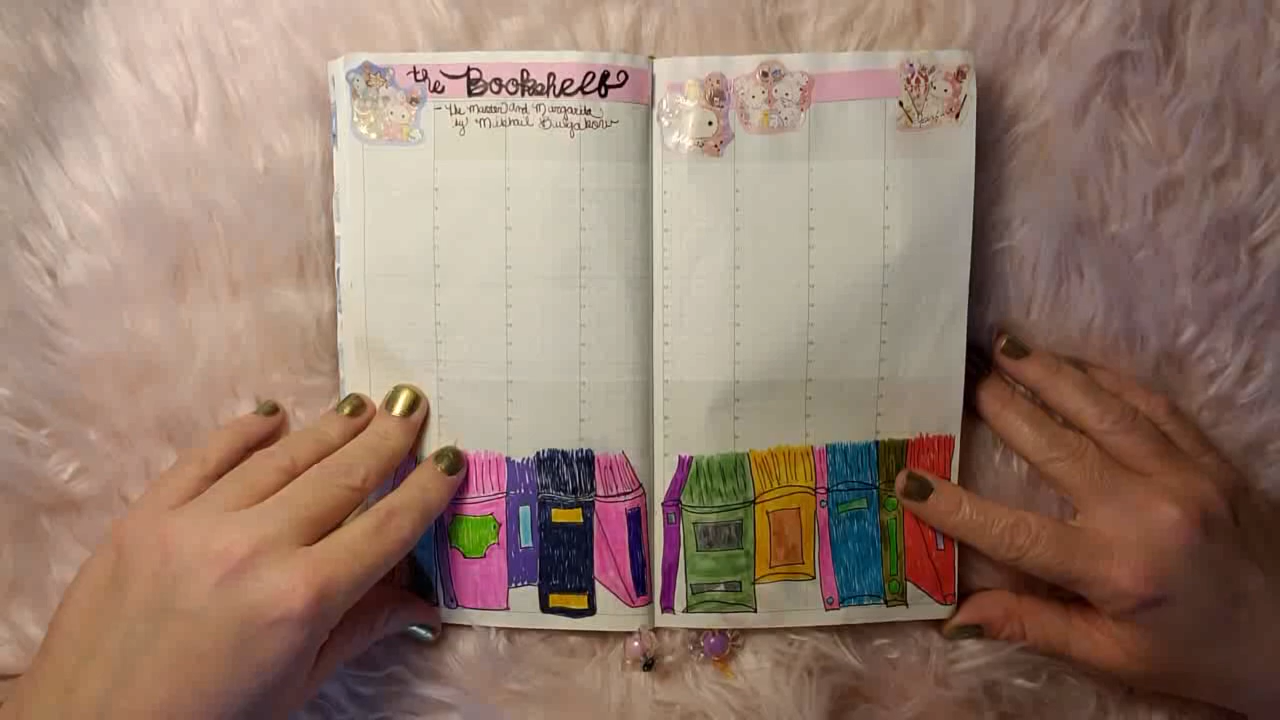 the Bookshelf
- The Master and Margarita
by Mikhail Bulgakov